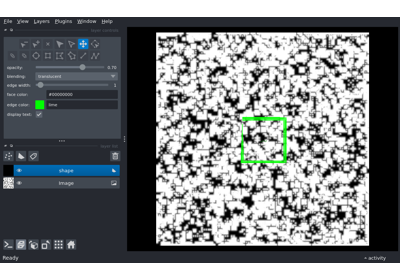 File View Layers Plugins Window Help
layer controls
opacity: 0.70
blending: translucent
edge width: 1
face color: #00000000
edge color: lime
display text: ✓
layer list
shape
image
Ready
activity